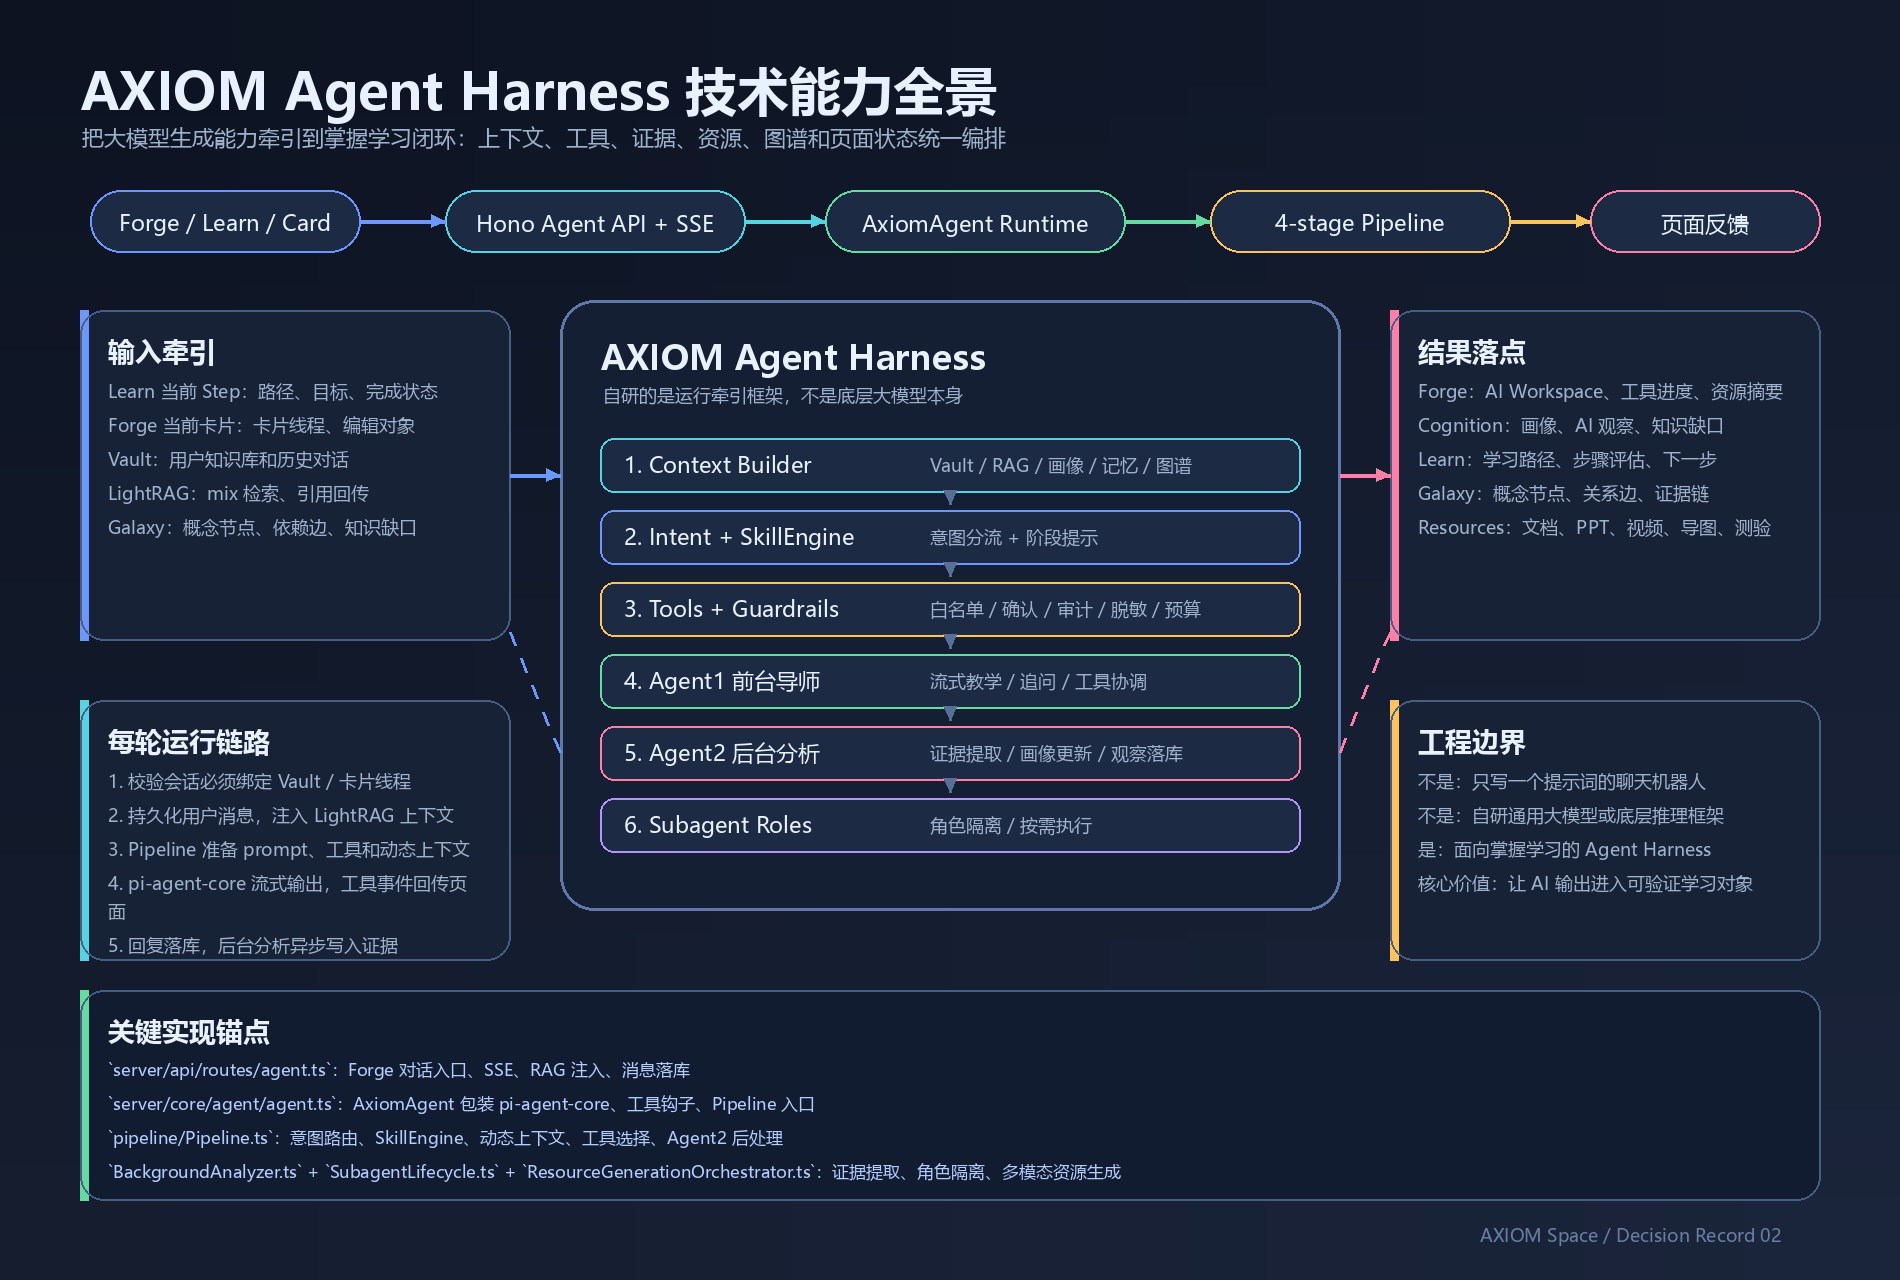 AXIOM Agent Harness 技术能力全景
把大模型生成能力牵引到掌握学习闭环：上下文、工具、证据、资源、图谱和页面状态统一编排
Forge / Learn / Card
Hono Agent API + SSE
AxiomAgent Runtime
4-stage Pipeline
页面反馈
输入牵引
Learn 当前 Step：路径、目标、完成状态
Forge 当前卡片：卡片线程、编辑对象
Vault：用户知识库和历史对话
LightRAG：mix 检索、引用回传
Galaxy：概念节点、依赖边、知识缺口
每轮运行链路
1. 校验会话必须绑定 Vault / 卡片线程
2. 持久化用户消息，注入 LightRAG 上下文
3. Pipeline 准备 prompt、工具和动态上下文
4. pi-agent-core 流式输出，工具事件回传页
面
5. 回复落库，后台分析异步写入证据
AXIOM Agent Harness
自研的是运行牵引框架，不是底层大模型本身
1. Context Builder
Vault / RAG / 画像 / 记忆 / 图谱
2. Intent + SkillEngine
意图分流 + 阶段提示
3. Tools + Guardrails
白名单 / 确认 / 审计 / 脱敏 / 预算
4. Agent1 前台导师
流式教学 / 追问 / 工具协调
5. Agent2 后台分析
证据提取 / 画像更新 / 观察落库
6. Subagent Roles
角色隔离 / 按需执行
结果落点
Forge：AI Workspace、工具进度、资源摘要
Cognition：画像、AI 观察、知识缺口
Learn：学习路径、步骤评估、下一步
Galaxy：概念节点、关系边、证据链
Resources：文档、PPT、视频、导图、测验
工程边界
不是：只写一个提示词的聊天机器人
不是：自研通用大模型或底层推理框架
是：面向掌握学习的 Agent Harness
核心价值：让 AI 输出进入可验证学习对象
关键实现锚点
`server/api/routes/agent.ts`：Forge 对话入口、SSE、RAG 注入、消息落库
`server/core/agent/agent.ts`：AxiomAgent 包装 pi-agent-core、工具钩子、Pipeline 入口
`pipeline/Pipeline.ts`：意图路由、SkillEngine、动态上下文、工具选择、Agent2 后处理
`BackgroundAnalyzer.ts` + `SubagentLifecycle.ts` + `ResourceGenerationOrchestrator.ts`：证据提取、角色隔离、多模态资源生成
AXIOM Space / Decision Record 02